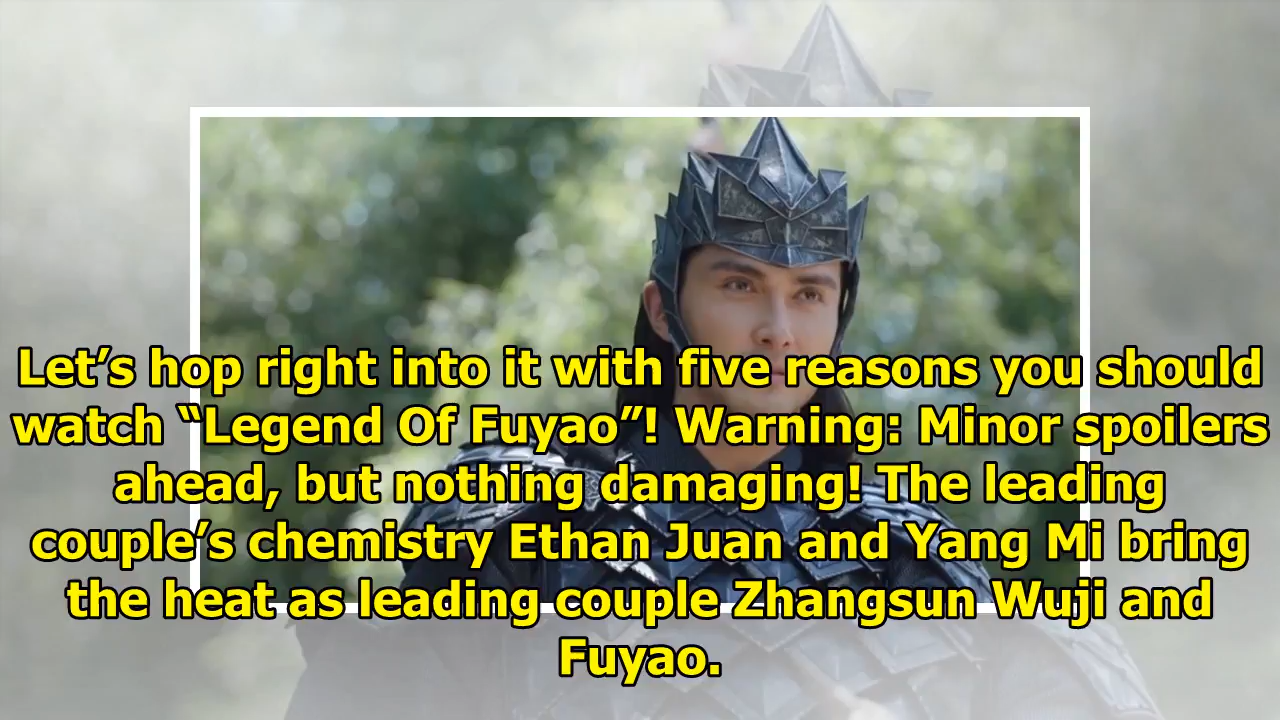 Let’s hop right into it with five reasons you should
watch “Legend Of Fuyao”! Warning: Minor spoilers
ahead, but nothing damaging! The leading
couple’s chemistry Ethan Juan and Yang Mi bring
the heat as leading couple Zhangsun Wuji and
Fuyao.